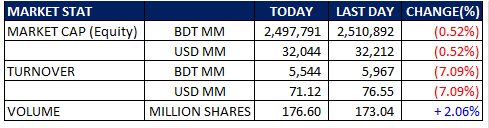 MARKET STAT TODAY LAST DAY CHANGE(%)
MARKET CAP (Equity) BDT MM 2,497,791 2,510,892 (0.52%)
USD MM 32,044 32,212 (0.52%)
TURNOVER BDT MM 5,544 5,967 (7.09%)
USD MM 71.12 76.55 (7.09%)
VOLUME MILLION SHARES 176.60 173.04 + 2.06%